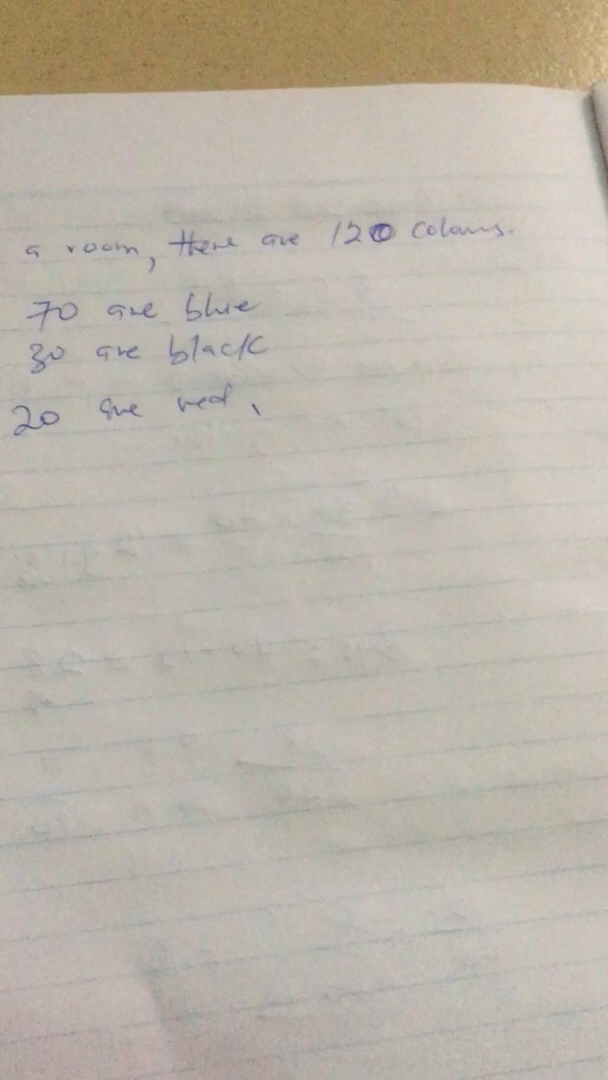 a room, there are 120 colours.
70 are blue
30 are black
20 are red,